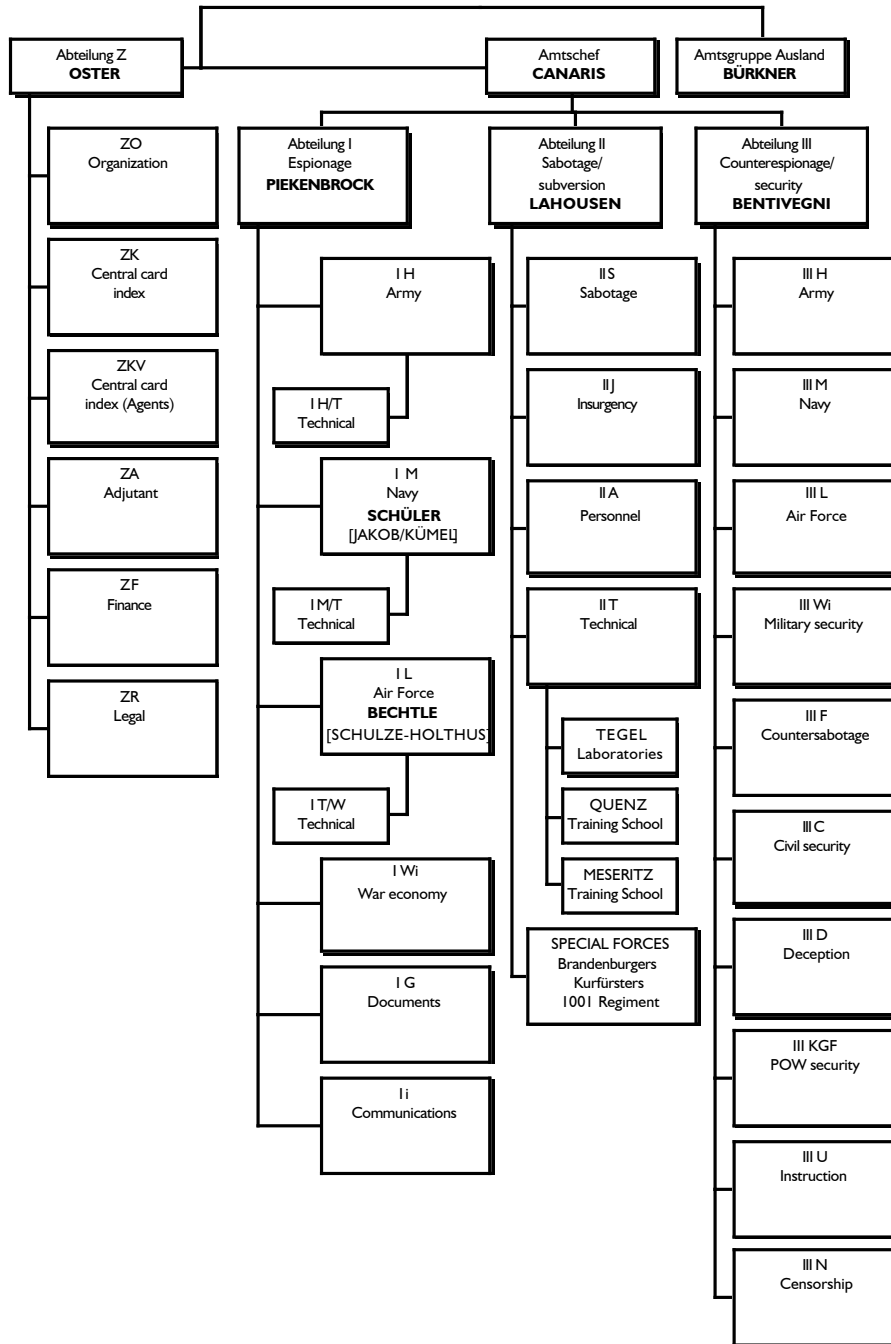 Abteilung Z
OSTER
Amtschef
CANARIS
Amtsgruppe Ausland
BÜRKNER
ZO
Organization
ZK
Central card
index
ZKV
Central card
index (Agents)
ZA
Adjutant
ZF
Finance
ZR
Legal
Abteilung I
Espionage
PIEKENBROCK
I H
Army
I H/T
Technical
I M
Navy
SCHÜLER
[JAKOB/KÜMEL]
I M/T
Technical
I L
Air Force
BECHTLE
[SCHULZE-HOLTHUS]
I T/W
Technical
I Wi
War economy
I G
Documents
I i
Communications
Abteilung II
Sabotage/
subversion
LAHOUSEN
II S
Sabotage
II J
Insurgency
II A
Personnel
II T
Technical
TEGEL
Laboratories
QUENZ
Training School
MESERITZ
Training School
SPECIAL FORCES
Brandenburgers
Kurfürsters
1001 Regiment
Abteilung III
Counterespionage/
security
BENTIVEGNI
III H
Army
III M
Navy
III L
Air Force
III Wi
Military security
III F
Countersabotage
III C
Civil security
III D
Deception
III KGF
POW security
III U
Instruction
III N
Censorship